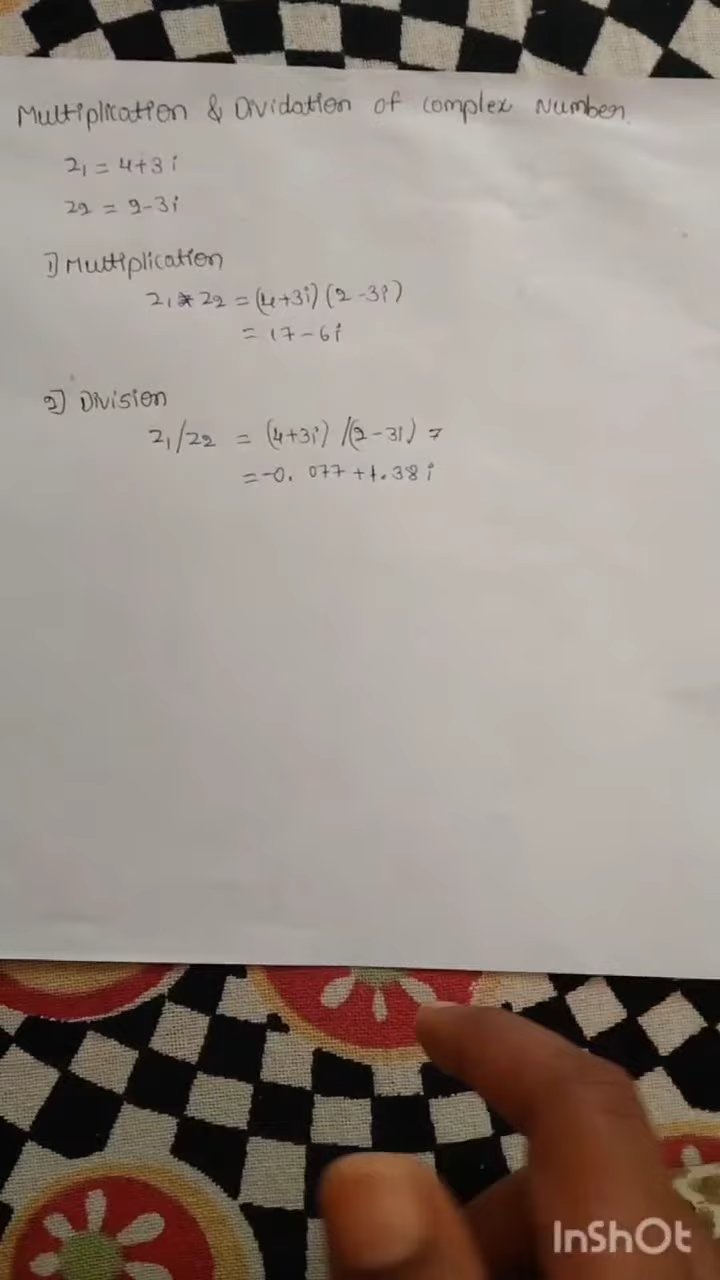 Multiplication & Dividation of complex Number.
z₁ = 4+3i
z2 = 2-3i
1] Multiplication
z₁ * z2 = (4+3i) (2-3i)
= 17-6i
2] Division
z₁/z2 = (4+3i) /(2-3i) 7
= -0.077+1.38i
InShOt